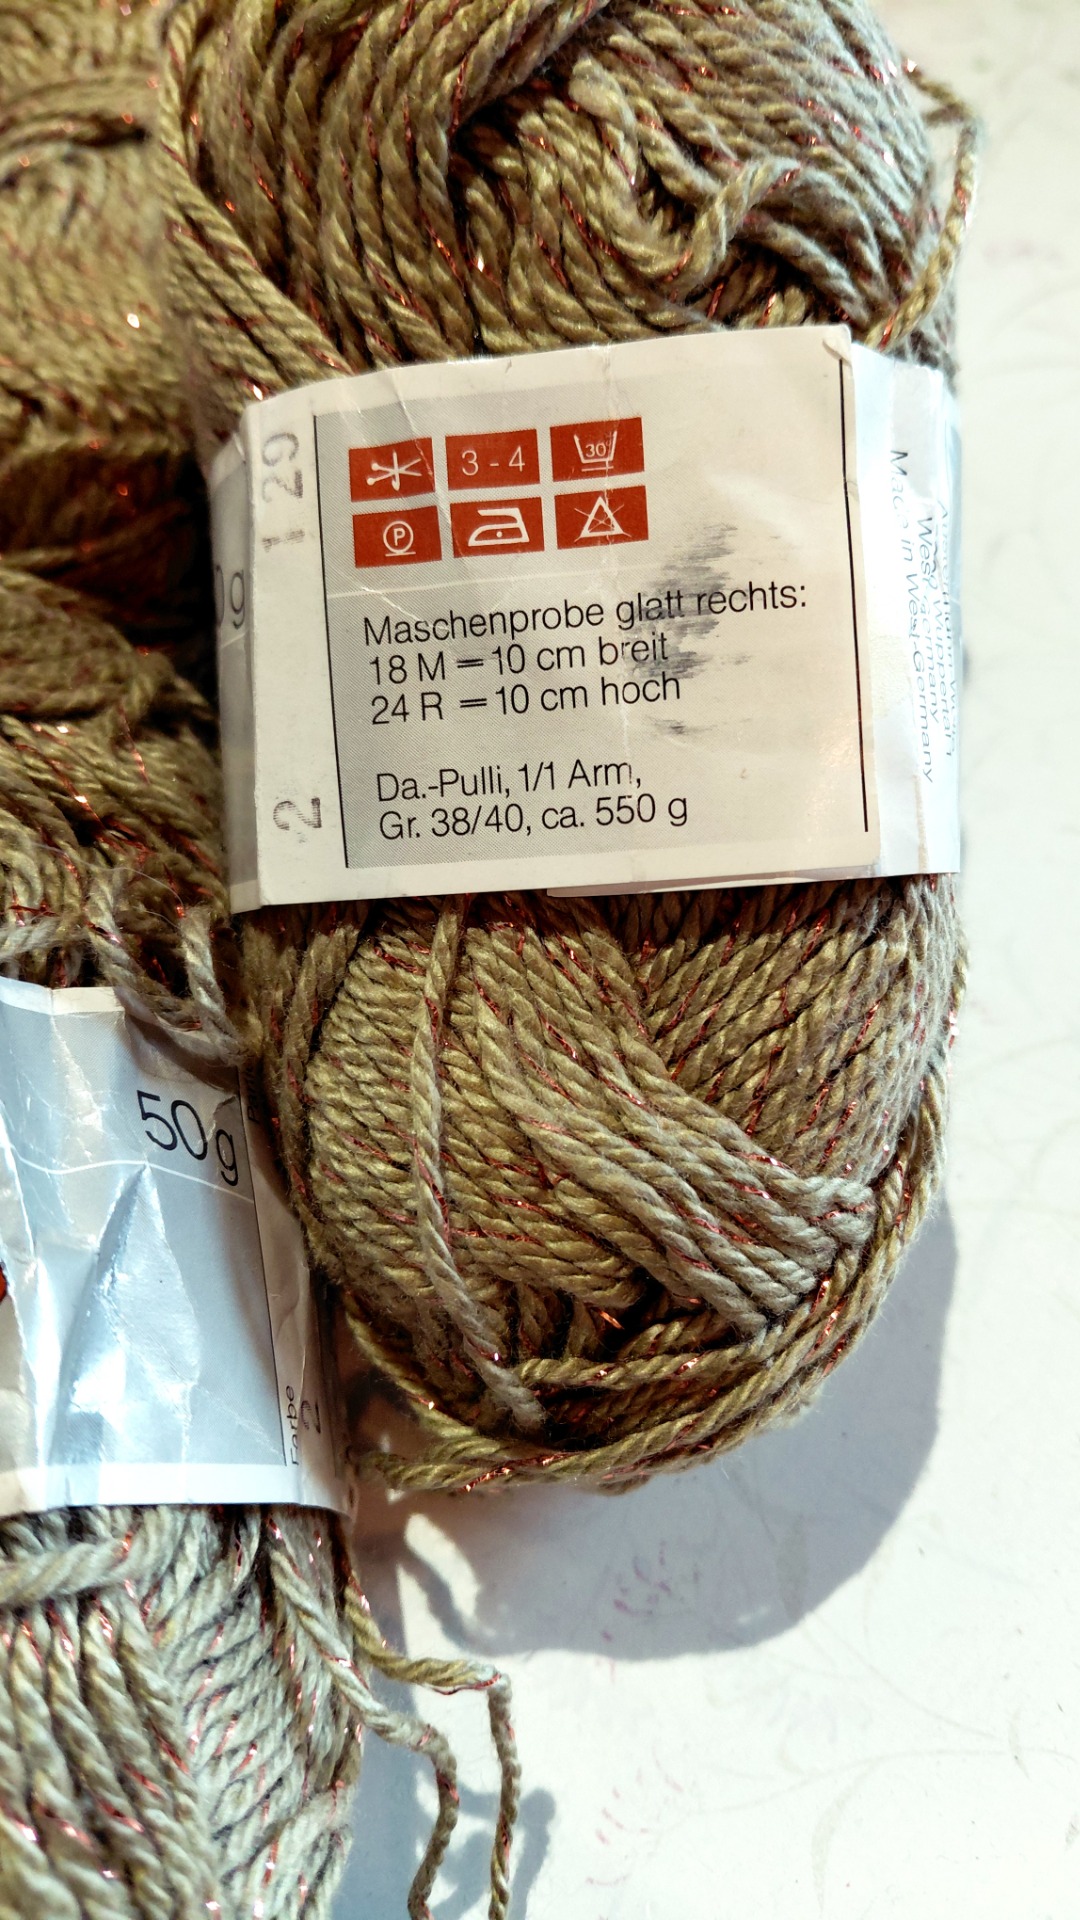 3 - 4
30°
P
Maschenprobe glatt rechts:
18 M = 10 cm breit
24 R = 10 cm hoch
Da.-Pulli, 1/1 Arm,
Gr. 38/40, ca. 550 g
29
2
0g
Made in West-Germany
50g
Farbe
2